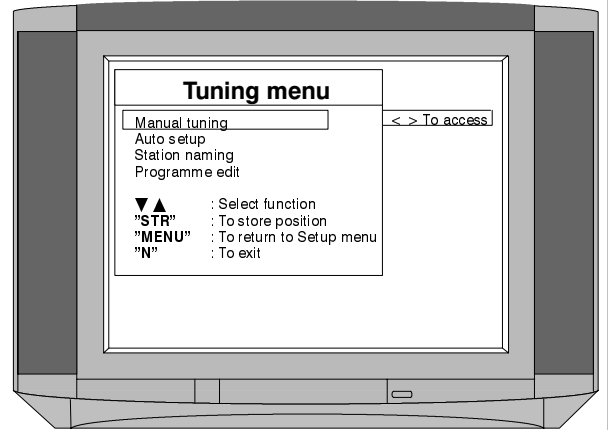 Tuning menu
Manual tuning
< > To access
Auto setup
Station naming
Programme edit
▼ ▲ : Select function
"STR" : To store position
"MENU" : To return to Setup menu
"N" : To exit